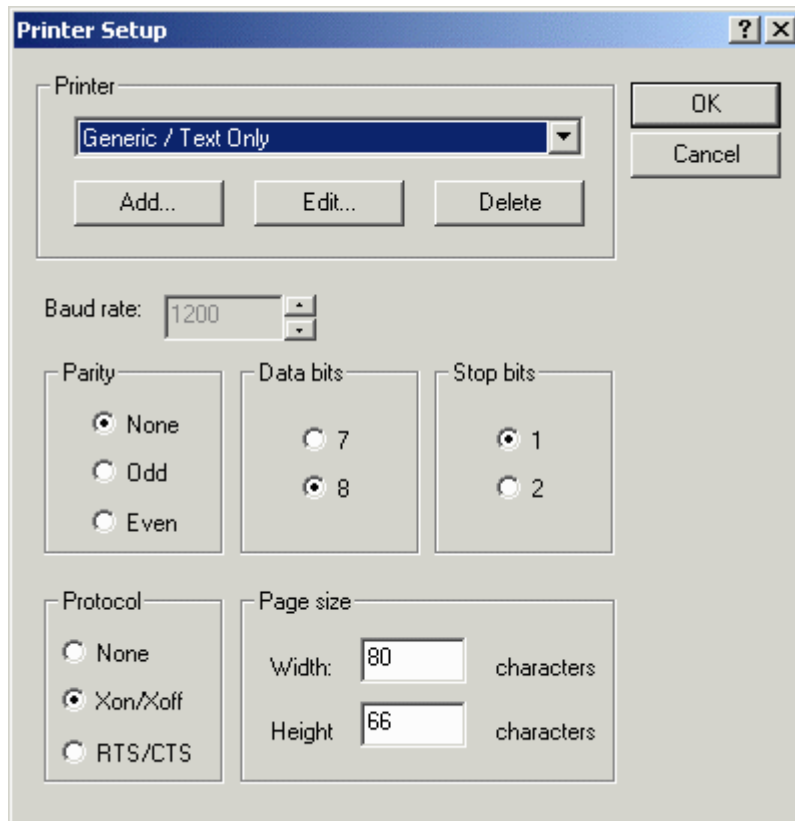 Printer Setup
Printer
OK
Generic / Text Only
Cancel
Add... Edit... Delete
Baud rate: 1200
Parity
None
Odd
Even
Data bits
7
8
Stop bits
1
2
Protocol
None
Xon/Xoff
RTS/CTS
Page size
Width: 80 characters
Height 66 characters